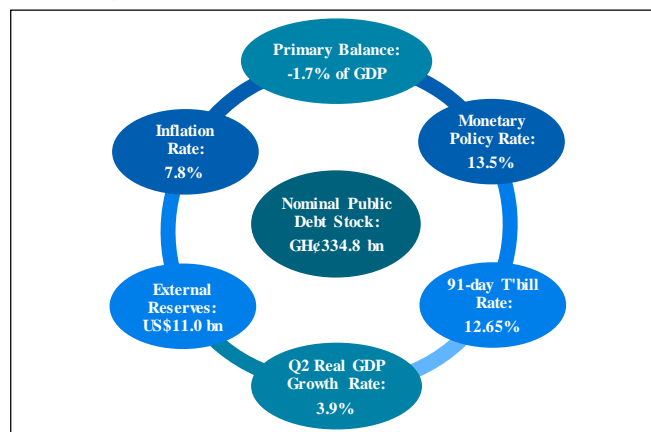 Primary Balance:
-1.7% of GDP
Monetary
Policy Rate:
13.5%
91-day T'bill
Rate:
12.65%
Q2 Real GDP
Growth Rate:
3.9%
External
Reserves:
US$11.0 bn
Inflation
Rate:
7.8%
Nominal Public
Debt Stock:
GH¢334.8 bn